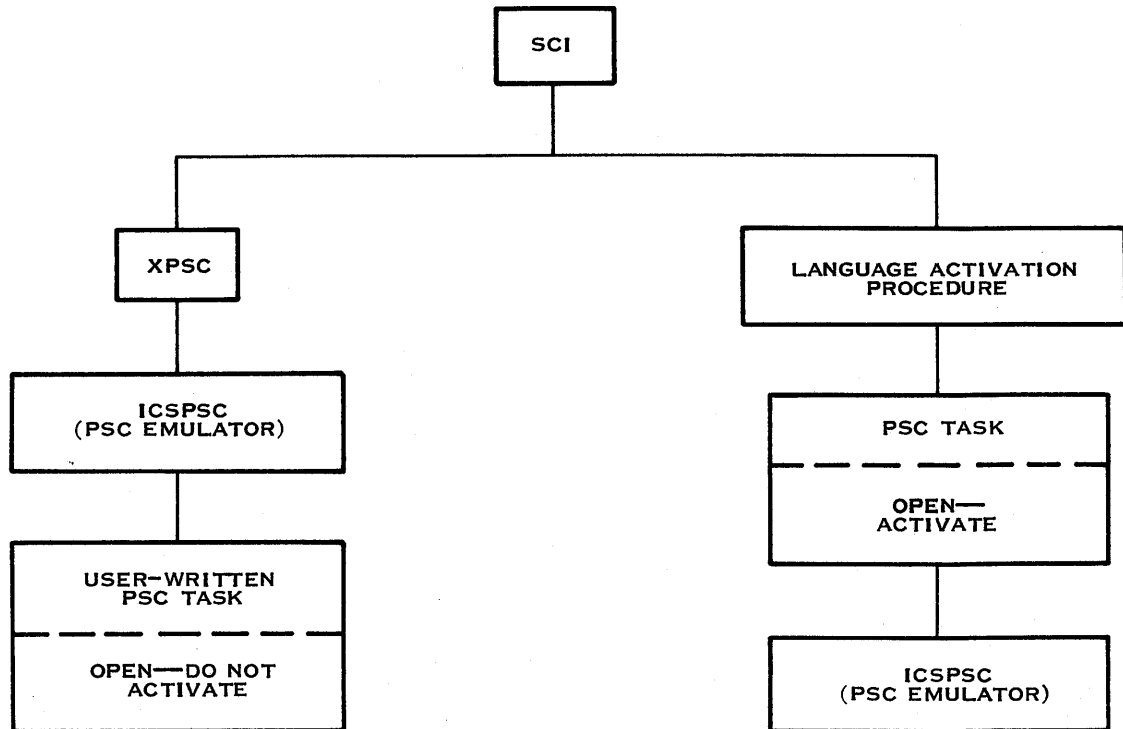 SCI
XPSC
ICSPSC
(PSC EMULATOR)
USER-WRITTEN
PSC TASK
OPEN—DO NOT
ACTIVATE
LANGUAGE ACTIVATION
PROCEDURE
PSC TASK
OPEN—
ACTIVATE
ICSPSC
(PSC EMULATOR)